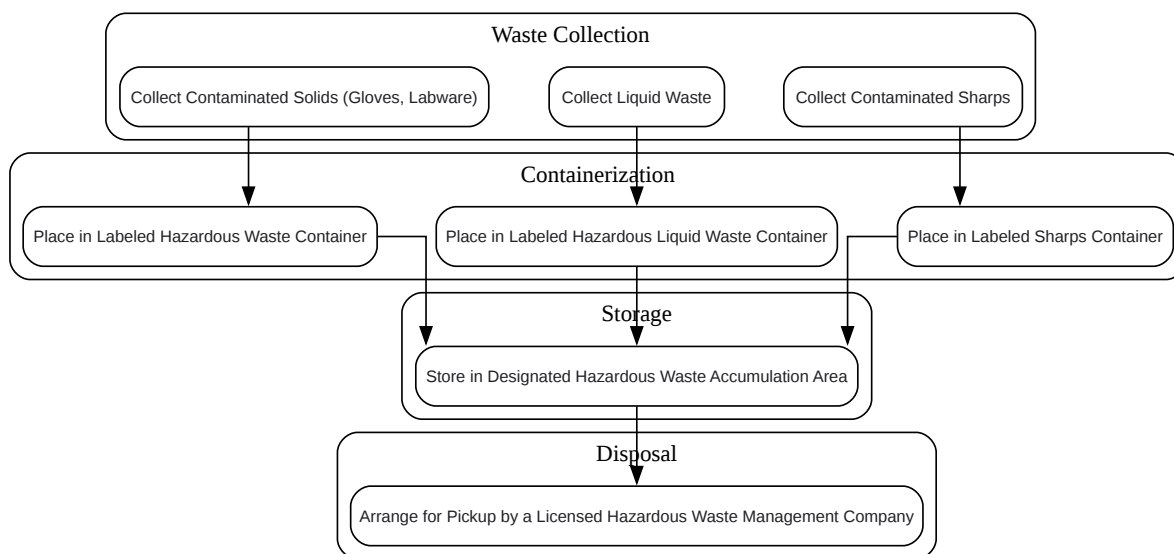 Waste Collection
Collect Contaminated Solids (Gloves, Labware)
Collect Liquid Waste
Collect Contaminated Sharps
Containerization
Place in Labeled Hazardous Waste Container
Place in Labeled Hazardous Liquid Waste Container
Place in Labeled Sharps Container
Storage
Store in Designated Hazardous Waste Accumulation Area
Disposal
Arrange for Pickup by a Licensed Hazardous Waste Management Company